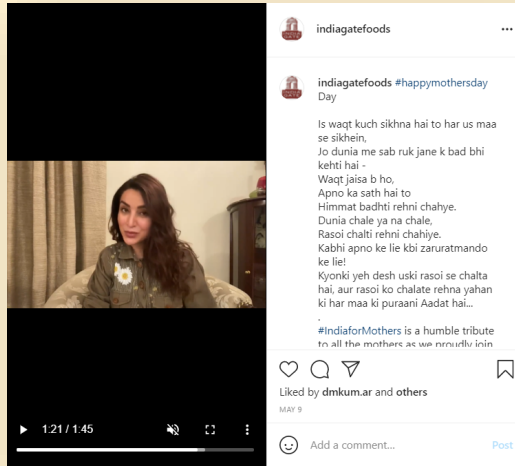 indiagatefoods
indiagatefoods #happymothersday
Day
Is waqt kuch sikhna hai to har us maa
se sikhein,
Jo dunia me sab ruk jane k bad bhi
kehti hai -
Waqt jaisa b ho,
Apno ka sath hai to
Himmat badhti rehni chahye.
Dunia chale ya na chale,
Rasoi chalti rehni chahiye.
Kabhi apno ke lie kbi zaruratmando
ke lie!
Kyonki yeh desh uski rasoi se chalta
hai, aur rasoi ko chalate rehna yahan
ki har maa ki puraani Aadat hai...
.
#IndiaforMothers is a humble tribute
to all the mothers as we proudly join
Liked by dmkum.ar and others
MAY 9
1:21 / 1:45
Add a comment...
Post